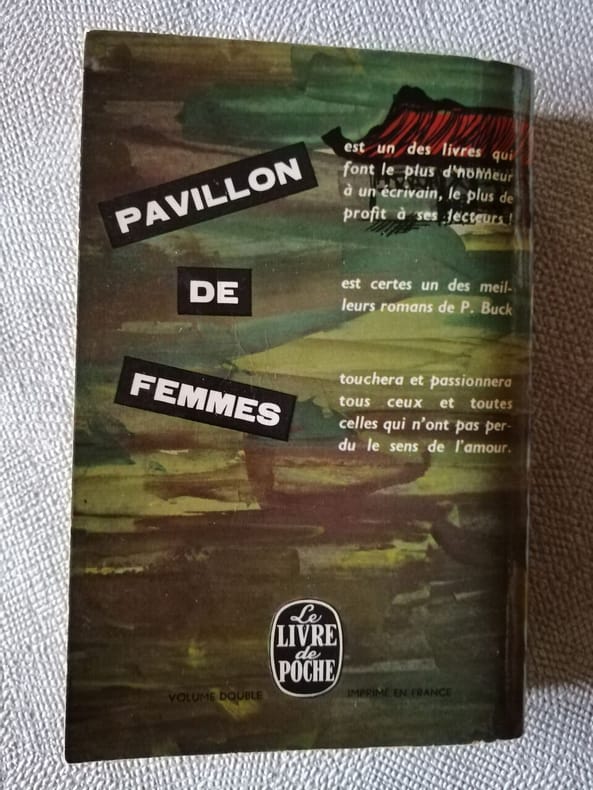 PAVILLON
DE
FEMMES
est un des livres qui
font le plus d'honneur
à un écrivain, le plus de
profit à ses lecteurs !
est certes un des meil-
leurs romans de P. Buck
touchera et passionnera
tous ceux et toutes
celles qui n'ont pas per-
du le sens de l'amour.
Le
LIVRE
de
POCHE
VOLUME DOUBLE
IMPRIMÉ EN FRANCE